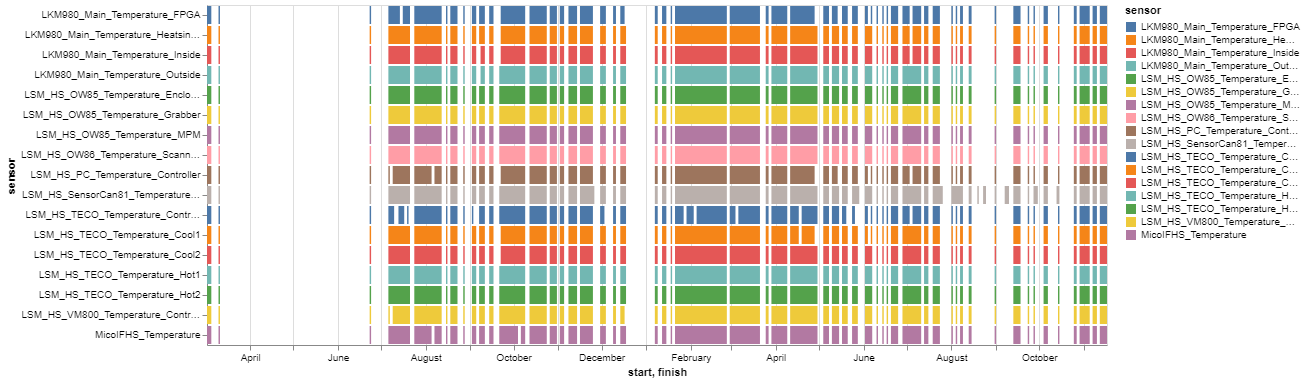 sensor
LKM980_Main_Temperature_FPGA
LKM980_Main_Temperature_Heatsin…
LKM980_Main_Temperature_Inside
LKM980_Main_Temperature_Outside
LSM_HS_OW85_Temperature_Enclo…
LSM_HS_OW85_Temperature_Grabber
LSM_HS_OW85_Temperature_MPM
LSM_HS_OW86_Temperature_Scann…
LSM_HS_PC_Temperature_Controller
LSM_HS_SensorCan81_Temperature…
LSM_HS_TECO_Temperature_Contr…
LSM_HS_TECO_Temperature_Cool1
LSM_HS_TECO_Temperature_Cool2
LSM_HS_TECO_Temperature_Hot1
LSM_HS_TECO_Temperature_Hot2
LSM_HS_VM800_Temperature_Contr…
MicoIFHS_Temperature
April June August October December February April June August October
start, finish
sensor
LKM980_Main_Temperature_FPGA
LKM980_Main_Temperature_He…
LKM980_Main_Temperature_Inside
LKM980_Main_Temperature_Out…
LSM_HS_OW85_Temperature_E…
LSM_HS_OW85_Temperature_G…
LSM_HS_OW85_Temperature_M…
LSM_HS_OW86_Temperature_S…
LSM_HS_PC_Temperature_Cont…
LSM_HS_SensorCan81_Temper…
LSM_HS_TECO_Temperature_C…
LSM_HS_TECO_Temperature_C…
LSM_HS_TECO_Temperature_C…
LSM_HS_TECO_Temperature_H…
LSM_HS_TECO_Temperature_H…
LSM_HS_VM800_Temperature_…
MicoIFHS_Temperature